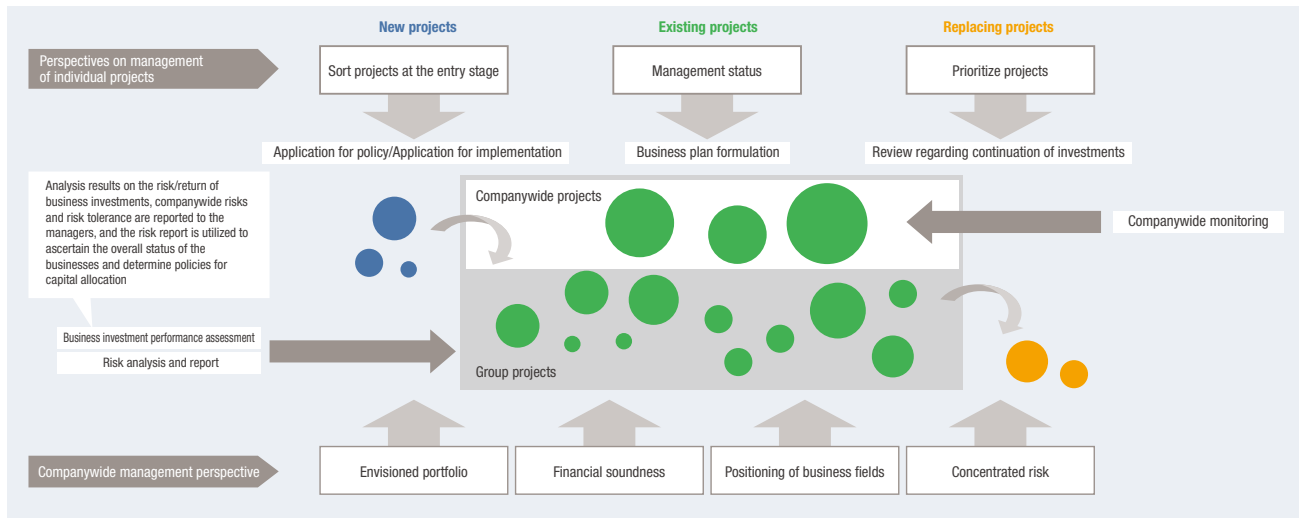 New projects
Existing projects
Replacing projects
Perspectives on management
of individual projects
Sort projects at the entry stage
Management status
Prioritize projects
Application for policy/Application for implementation
Business plan formulation
Review regarding continuation of investments
Analysis results on the risk/return of
business investments, companywide risks
and risk tolerance are reported to the
managers, and the risk report is utilized to
ascertain the overall status of the
businesses and determine policies for
capital allocation
Companywide projects
Companywide monitoring
Business investment performance assessment
Risk analysis and report
Group projects
Companywide management perspective
Envisioned portfolio
Financial soundness
Positioning of business fields
Concentrated risk